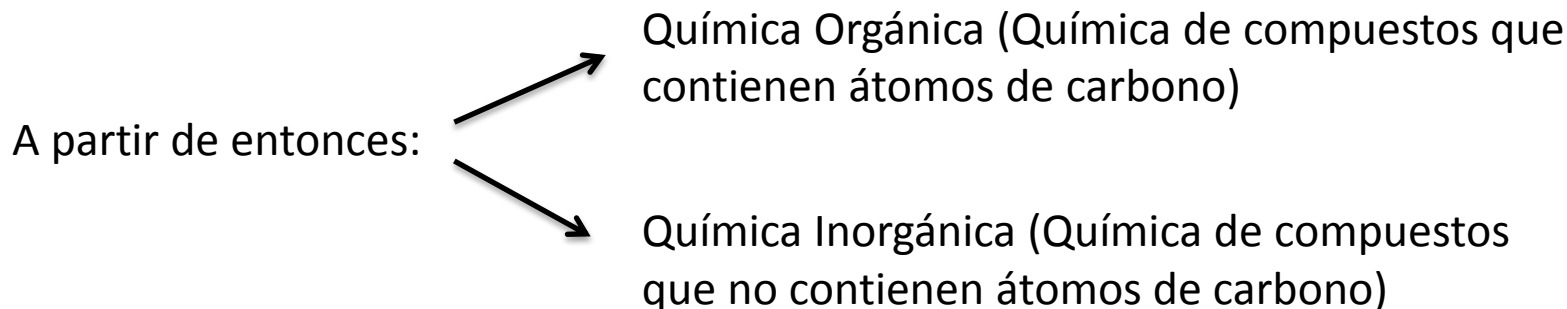 Química Orgánica (Química de compuestos que
contienen átomos de carbono)
A partir de entonces:
Química Inorgánica (Química de compuestos
que no contienen átomos de carbono)